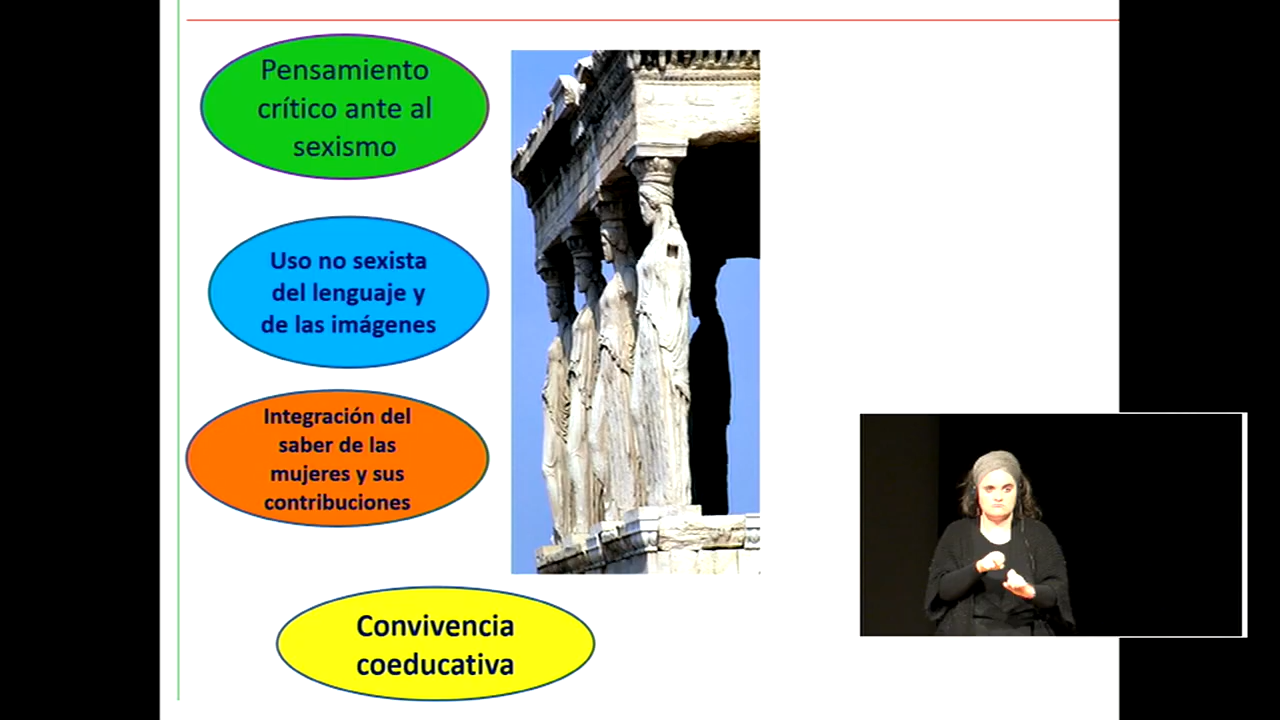 Pensamiento
crítico ante al
sexismo
Uso no sexista
del lenguaje y
de las imágenes
Integración del
saber de las
mujeres y sus
contribuciones
Convivencia
coeducativa